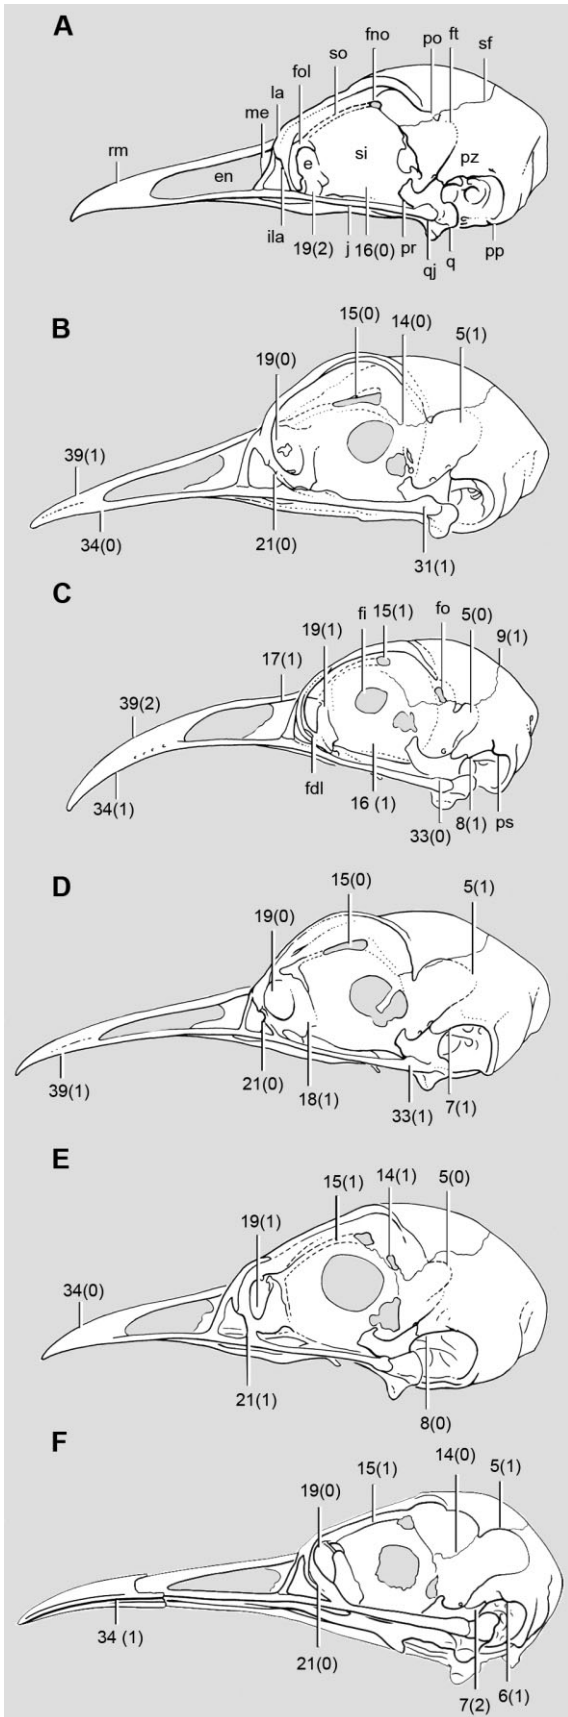 A
fno po ft sf
so
fol
la
me
rm
en e si pz
ila 19(2) j 16(0) pr qj q pp
B
15(0) 14(0) 5(1)
19(0)
39(1)
34(0) 21(0) 31(1)
C
fi 15(1) fo 5(0) 9(1)
19(1)
17(1)
39(2)
34(1) fdl 16 (1) 33(0) 8(1) ps
D
15(0) 5(1)
19(0)
39(1) 21(0) 18(1) 33(1) 7(1)
E
15(1) 14(1) 5(0)
19(1)
34(0)
21(1) 8(0)
F
14(0)
15(1) 5(1)
19(0)
34 (1) 21(0) 7(2) 6(1)